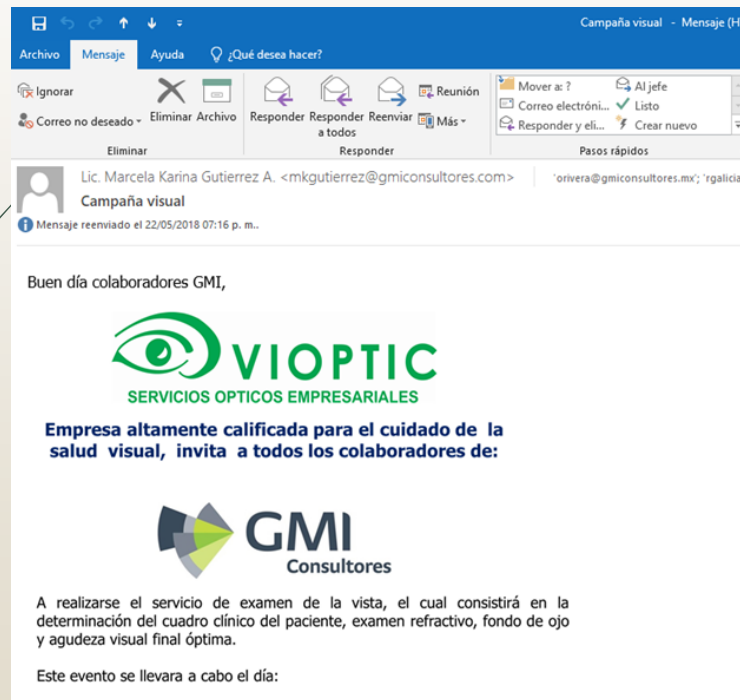 Campaña visual - Mensaje (H
Archivo Mensaje Ayuda ¿Qué desea hacer?
Ignorar
Correo no deseado
Eliminar Archivo
Eliminar
Responder Responder a todos Reenviar
Reunión
Más
Responder
Mover a: ? Al jefe
Correo electróni... Listo
Responder y eli... Crear nuevo
Pasos rápidos
Lic. Marcela Karina Gutierrez A. <mkgutierrez@gmiconsultores.com> 'orivera@gmiconsultores.mx'; 'rgalicia
Campaña visual
Mensaje reenviado el 22/05/2018 07:16 p. m..
Buen día colaboradores GMI,
VIOPTIC
SERVICIOS OPTICOS EMPRESARIALES
Empresa altamente calificada para el cuidado de la
salud visual, invita a todos los colaboradores de:
GMI
Consultores
A realizarse el servicio de examen de la vista, el cual consistirá en la
determinación del cuadro clínico del paciente, examen refractivo, fondo de ojo
y agudeza visual final óptima.
Este evento se llevara a cabo el día: